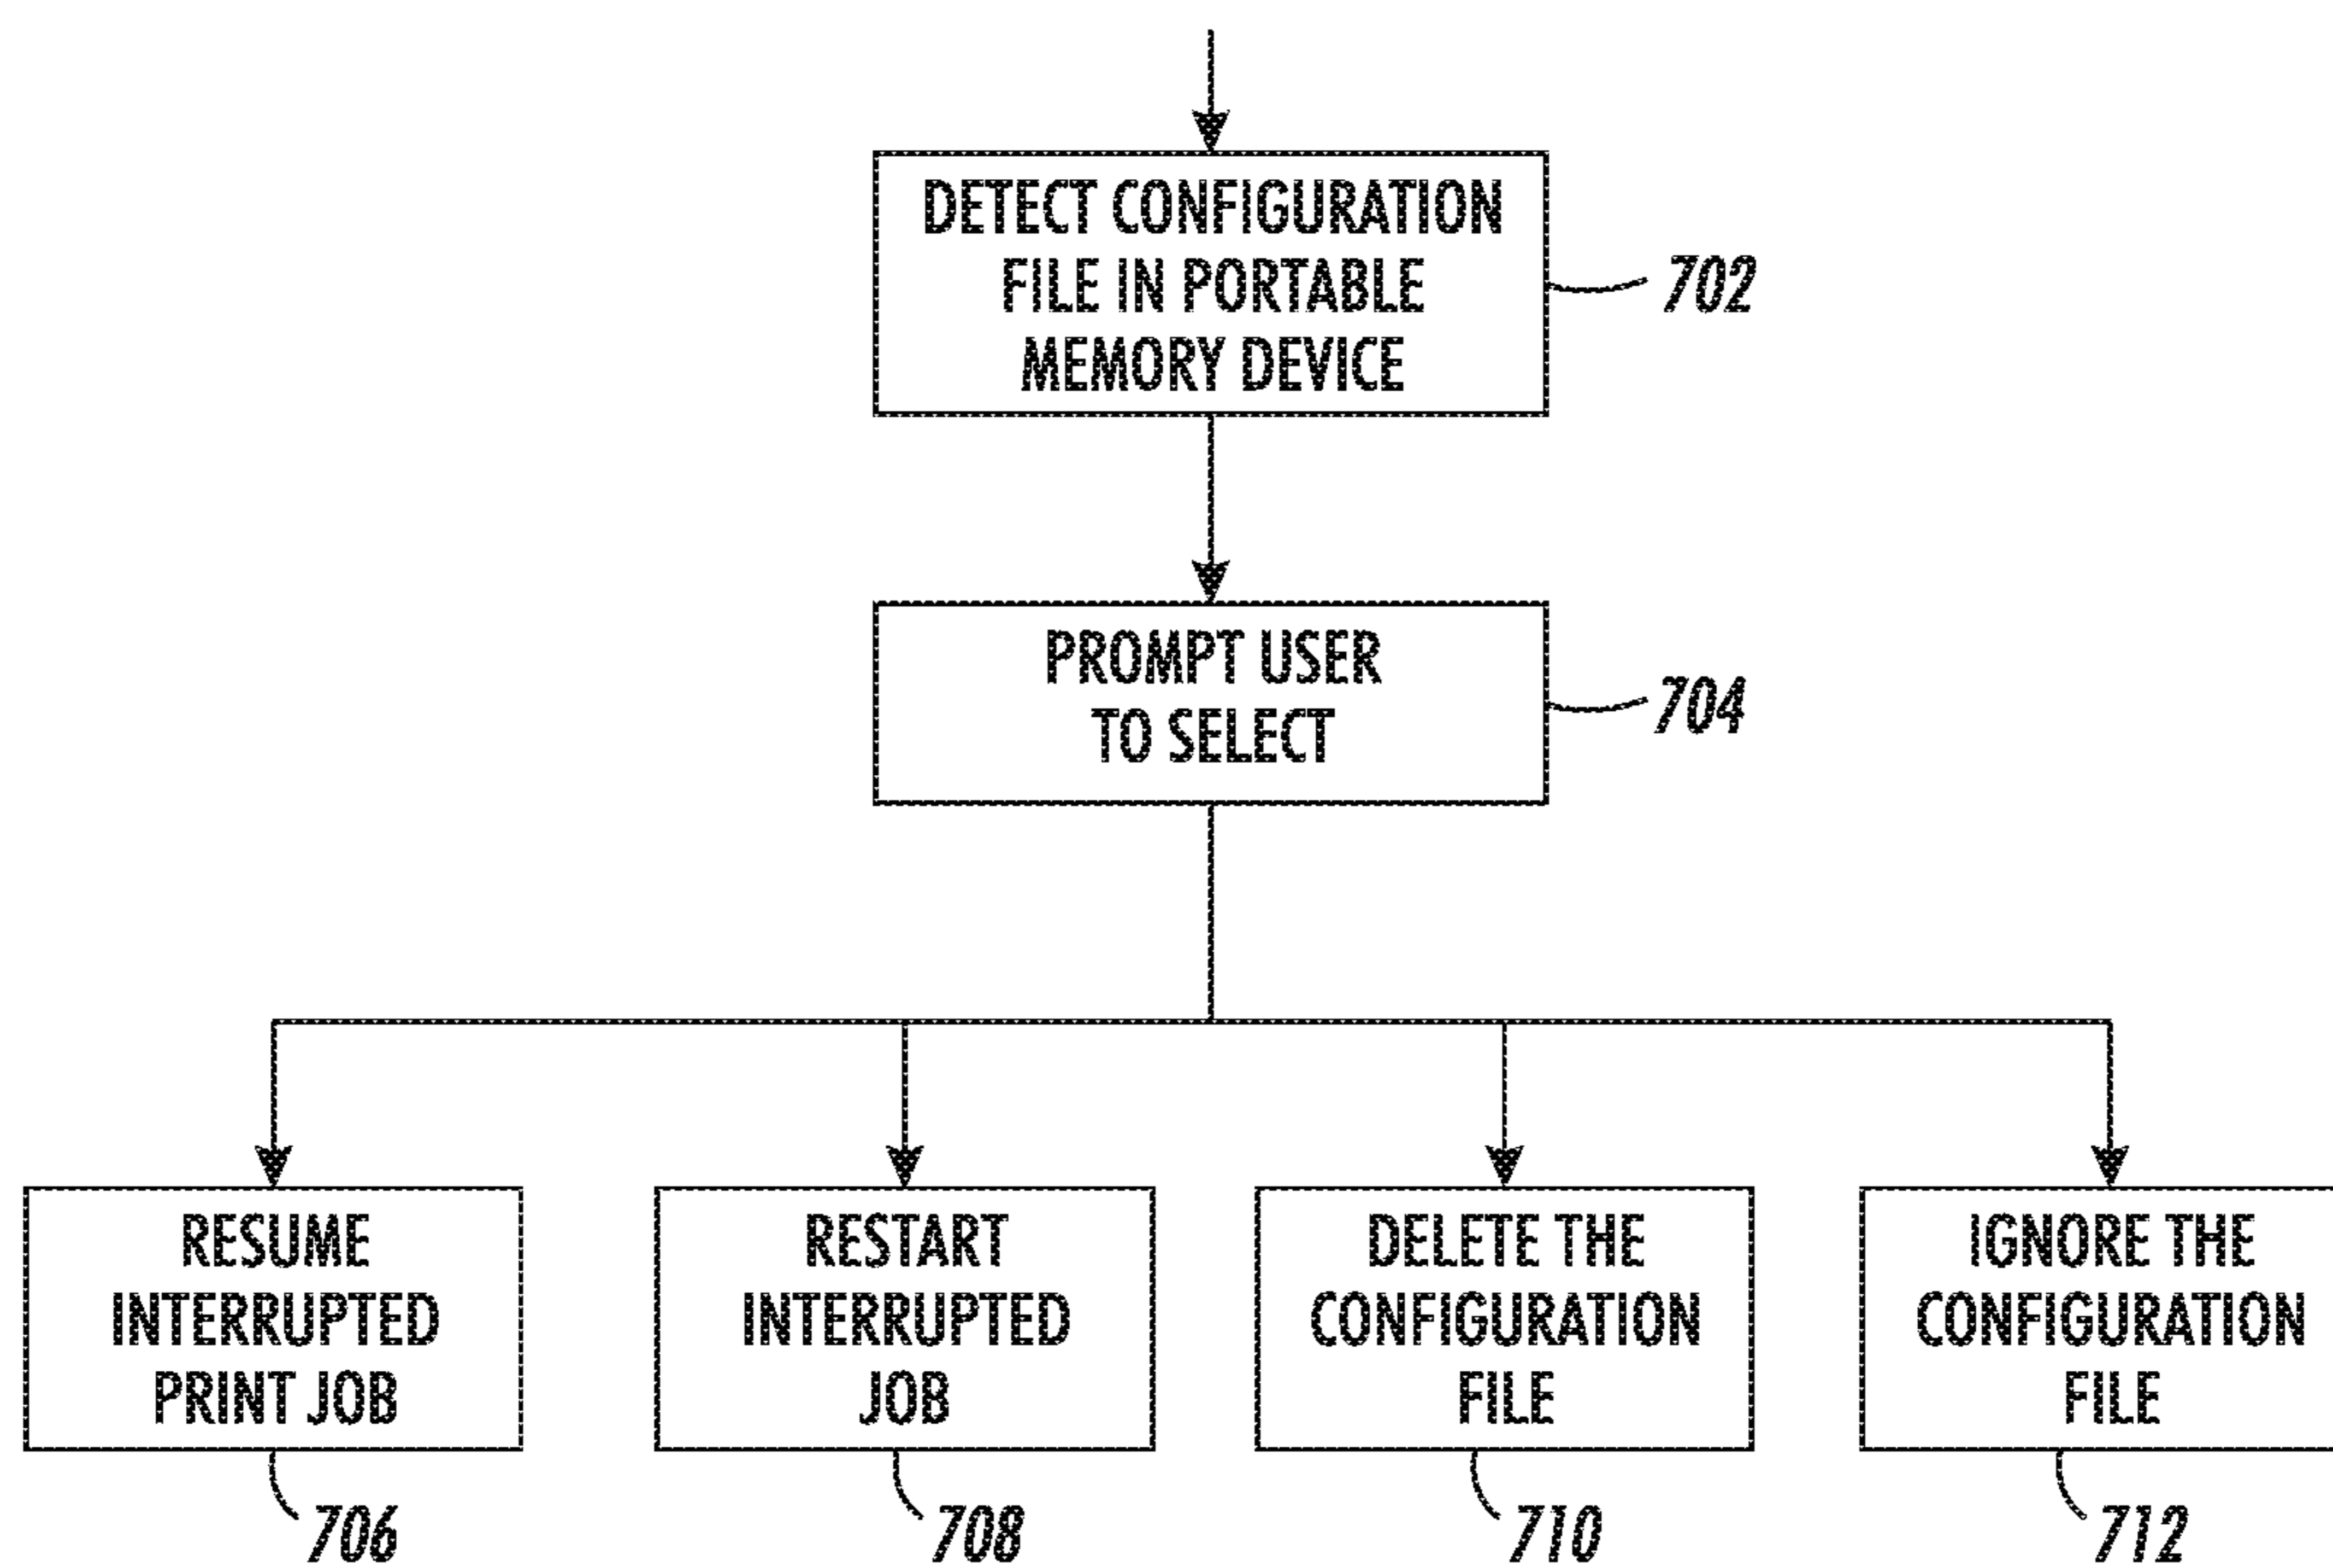 DETECT CONFIGURATION
FILE IN PORTABLE
MEMORY DEVICE
702
PROMPT USER
TO SELECT
704
RESUME
INTERRUPTED
PRINT JOB
706
RESTART
INTERRUPTED
JOB
708
DELETE THE
CONFIGURATION
FILE
710
IGNORE THE
CONFIGURATION
FILE
712